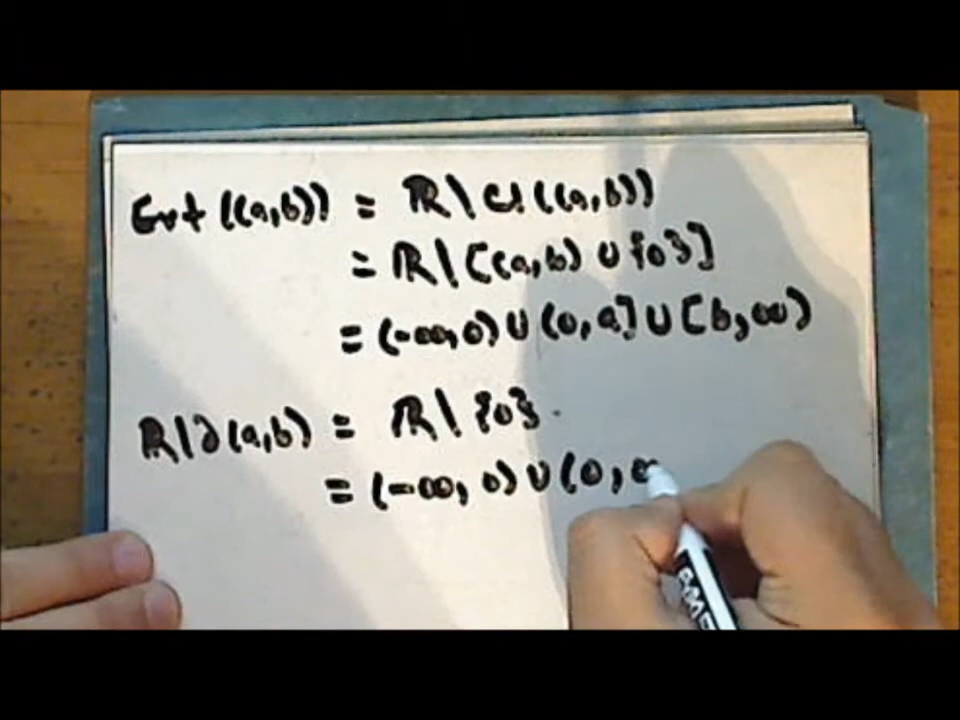 Ext ((a,b)) = ℝ \ cl ((a,b))
= ℝ \ [(a,b) ∪ {0}]
= (-∞,0) ∪ (0,a] ∪ [b,∞)
ℝ \ ∂(a,b) = ℝ \ {0}.
= (-∞, 0) ∪ (0, ∞